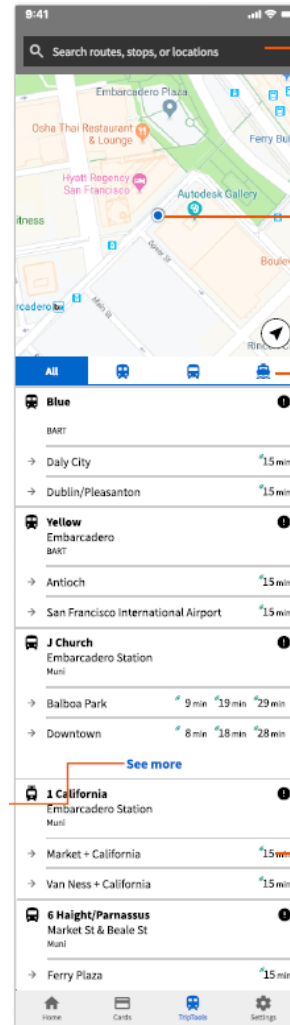 9:41
Search routes, stops, or locations
Embarcadero Plaza
Osha Thai Restaurant
& Lounge
Ferry Bui
Hyatt Regency
San Francisco
Autodesk Gallery
itness
Boulev
rcadero
All
Blue
BART
Daly City 15 min
Dublin/Pleasanton 15 min
Yellow
Embarcadero
BART
Antioch 15 min
San Francisco International Airport 15 min
J Church
Embarcadero Station
Muni
Balboa Park 9 min 19 min 29 min
Downtown 8 min 18 min 28 min
See more
1 California
Embarcadero Station
Muni
Market + California 15 min
Van Ness + California 15 min
6 Haight/Parnassus
Market St & Beale St
Muni
Ferry Plaza 15 min
Home Cards TripTools Settings